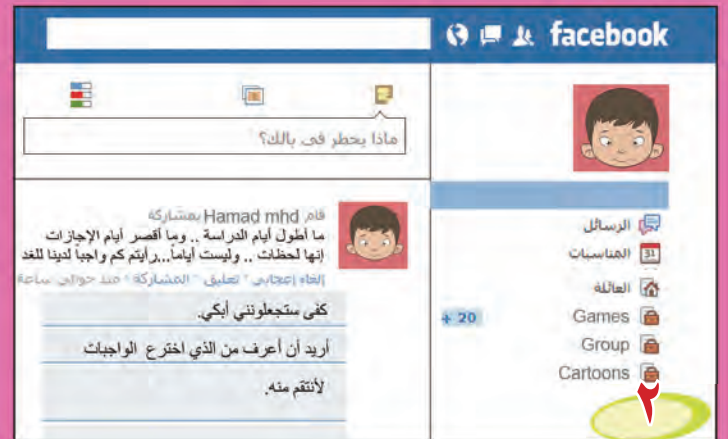 facebook
ماذا يخطر فى بالك؟
قام Hamad mhd بمشاركة
ما أطول أيام الدراسة .. وما أقصر أيام الإجازات
إنها لحظات .. وليست أياماً...رأيتم كم واجباً لدينا للغد
إلغاء إعجابي · تعليق · المشاركة · منذ حوالي ساعة
كفى ستجعلونني أبكي.
أريد أن أعرف من الذي اخترع الواجبات
لأنتقم منه.
الرسائل
31 المناسبات
العائلة
Games
+ 20
Group
Cartoons
٢